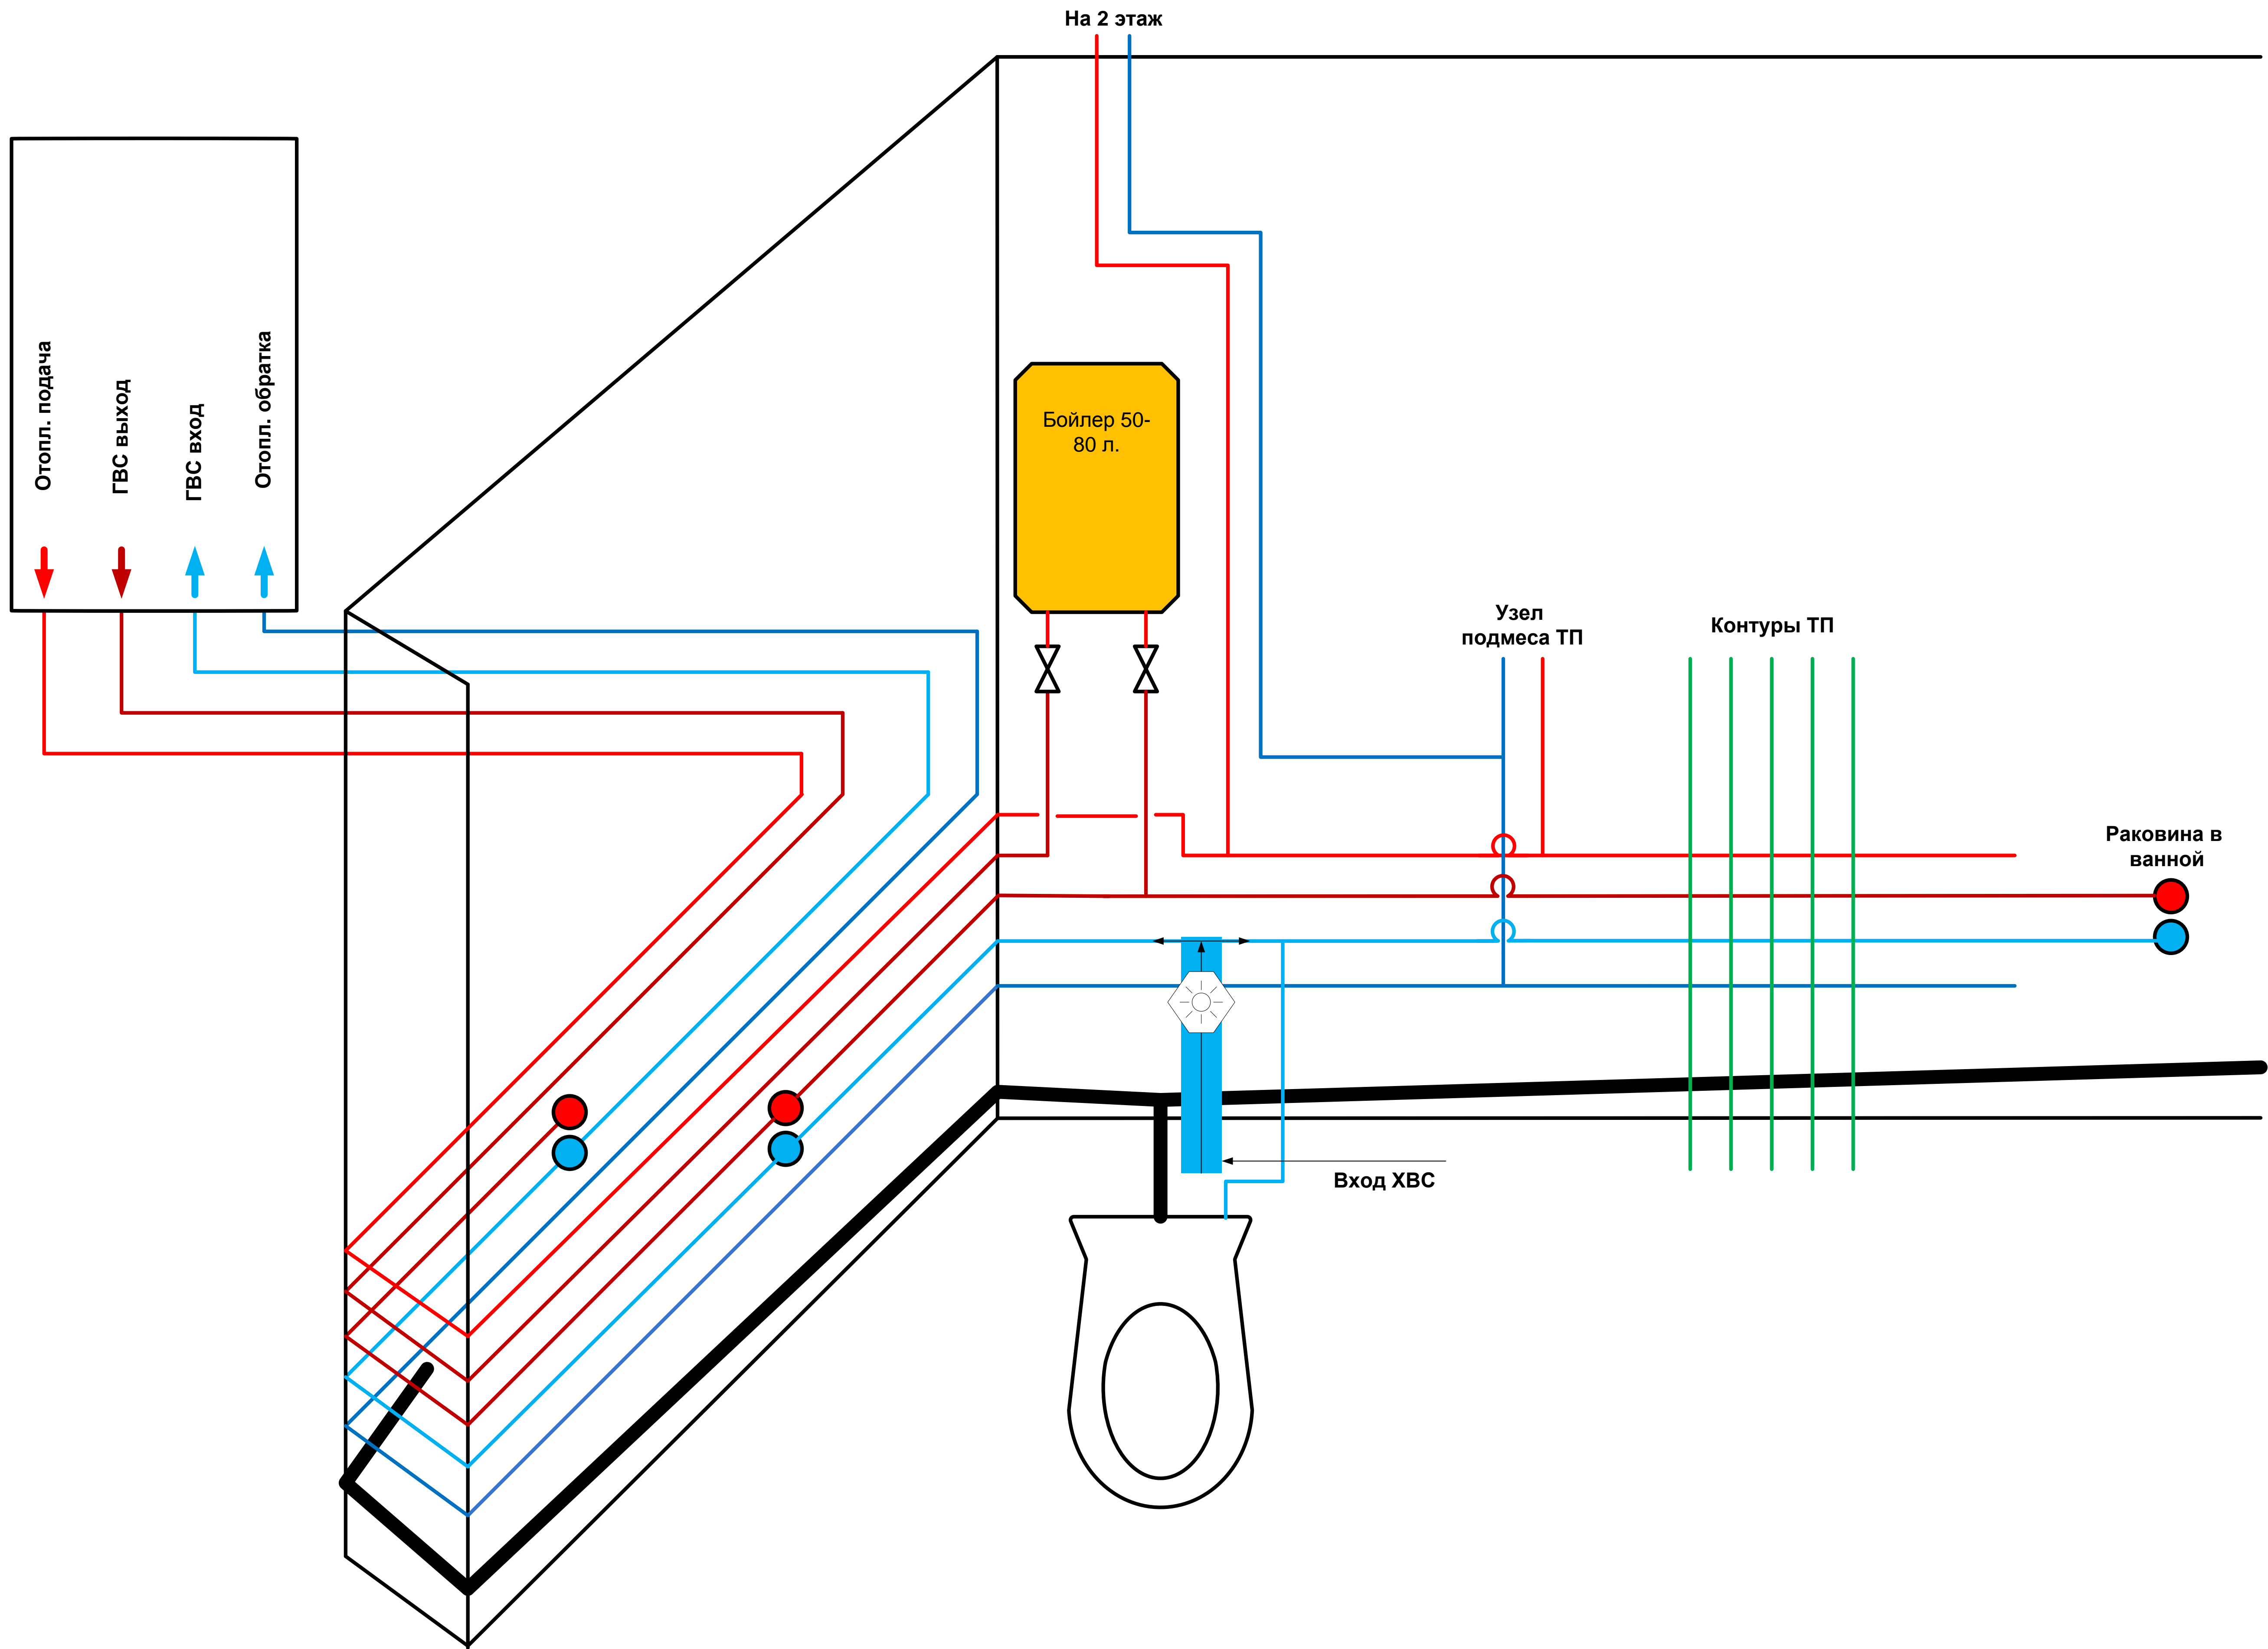 На 2 этаж
Отопл. подача
ГВС выход
ГВС вход
Отопл. обратка
Бойлер 50-
80 л.
Узел
подмеса ТП
Контуры ТП
Раковина в
ванной
Вход ХВС